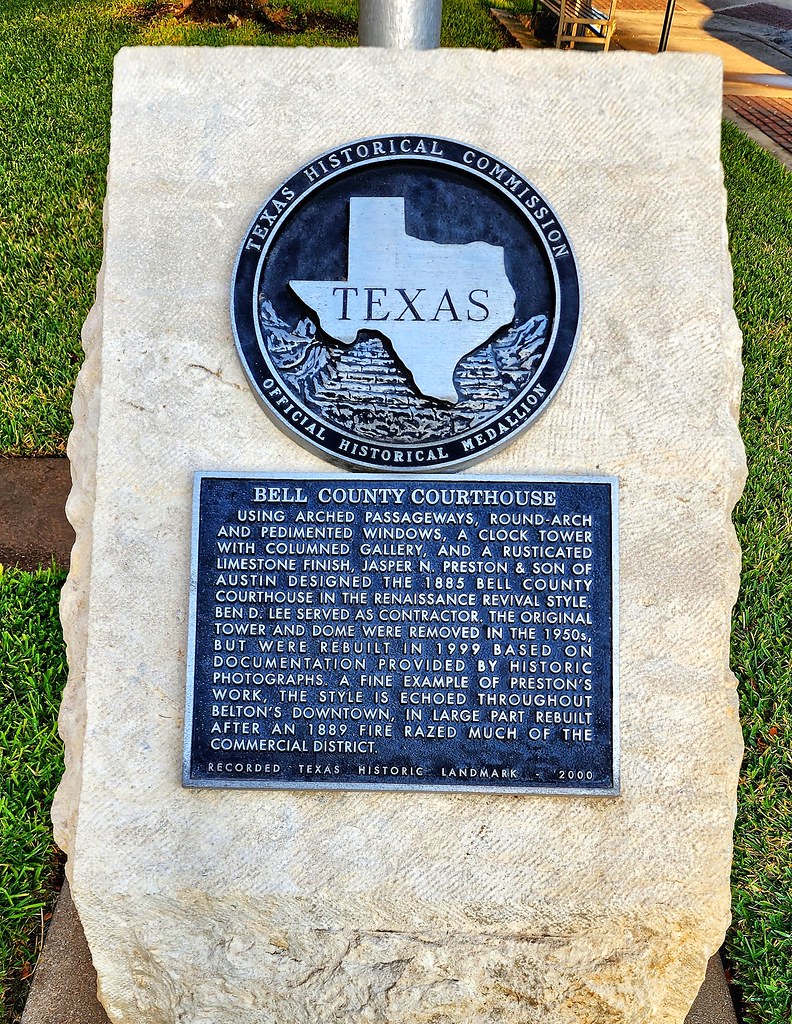 TEXAS HISTORICAL COMMISSION
TEXAS
OFFICIAL HISTORICAL MEDALLION
BELL COUNTY COURTHOUSE
USING ARCHED PASSAGEWAYS, ROUND-ARCH
AND PEDIMENTED WINDOWS, A CLOCK TOWER
WITH COLUMNED GALLERY, AND A RUSTICATED
LIMESTONE FINISH, JASPER N. PRESTON & SON OF
AUSTIN DESIGNED THE 1885 BELL COUNTY
COURTHOUSE IN THE RENAISSANCE REVIVAL STYLE.
BEN D. LEE SERVED AS CONTRACTOR. THE ORIGINAL
TOWER AND DOME WERE REMOVED IN THE 1950s,
BUT WERE REBUILT IN 1999 BASED ON
DOCUMENTATION PROVIDED BY HISTORIC
PHOTOGRAPHS. A FINE EXAMPLE OF PRESTON'S
WORK, THE STYLE IS ECHOED THROUGHOUT
BELTON'S DOWNTOWN, IN LARGE PART REBUILT
AFTER AN 1889 FIRE RAZED MUCH OF THE
COMMERCIAL DISTRICT.
RECORDED TEXAS HISTORIC LANDMARK - 2000